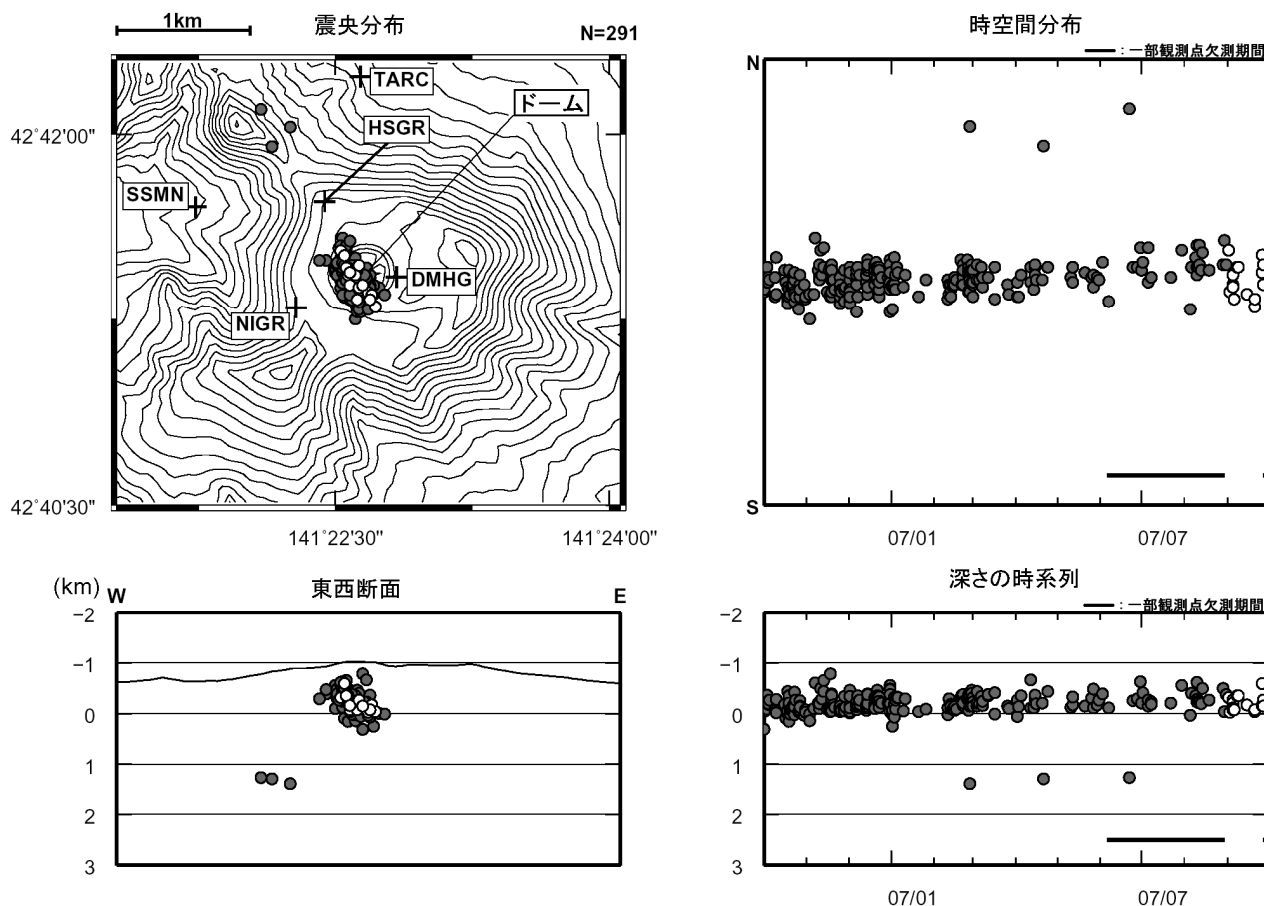 1km
震央分布
N=291
TARC
ドーム
HSGR
42°42'00"
SSMN
DMHG
NIGR
42°40'30"
141°22'30"
141°24'00"
時空間分布
:一部観測点欠測期間
N
S
07/01
07/07
(km)
W
東西断面
E
−2
−1
0
1
2
3
深さの時系列
:一部観測点欠測期間
−2
−1
0
1
2
3
07/01
07/07